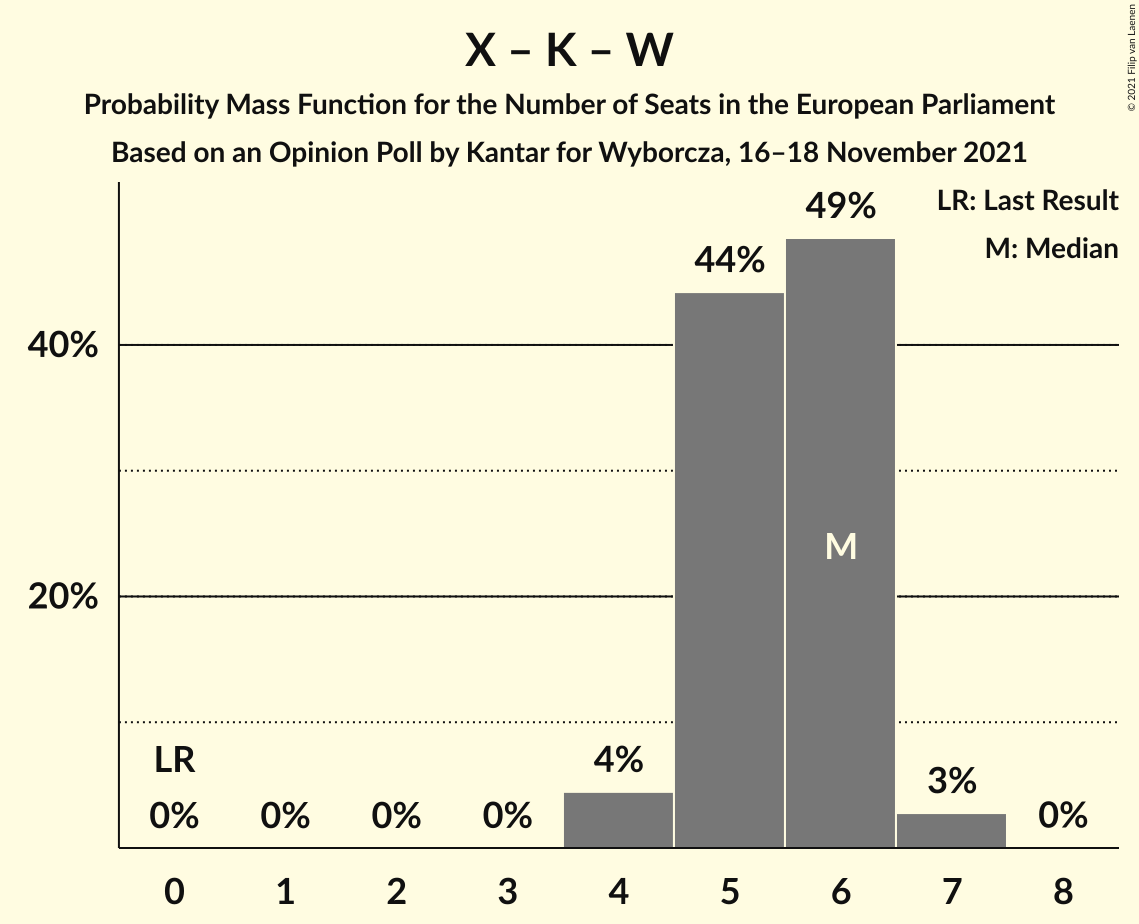 X – K – W
Probability Mass Function for the Number of Seats in the European Parliament
Based on an Opinion Poll by Kantar for Wyborcza, 16–18 November 2021
© 2021 Filip van Laenen
LR: Last Result
M: Median
49%
44%
40%
M
20%
LR
4%
3%
0%
0%
0%
0%
0%
0
1
2
3
4
5
6
7
8